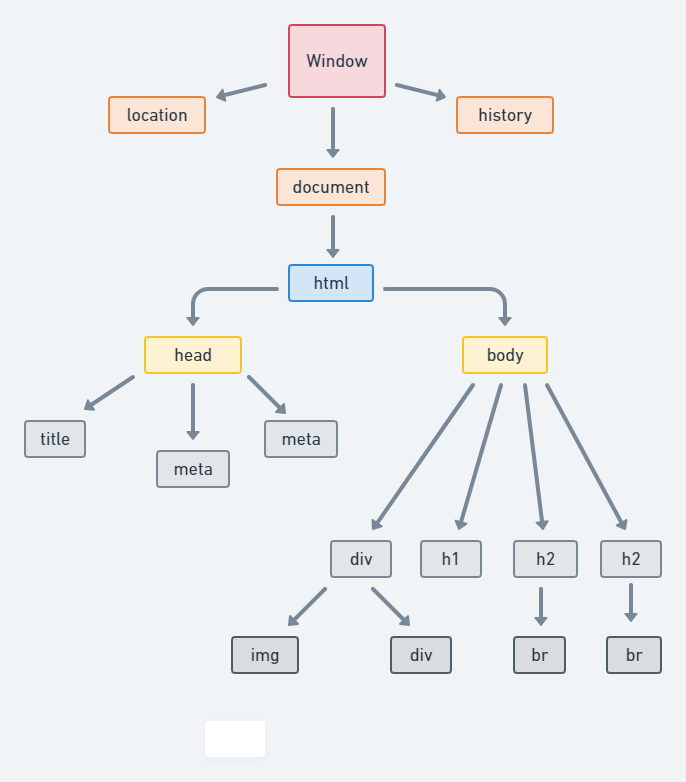 Window
location
history
document
html
head
body
title
meta
meta
div
h1
h2
h2
img
div
br
br